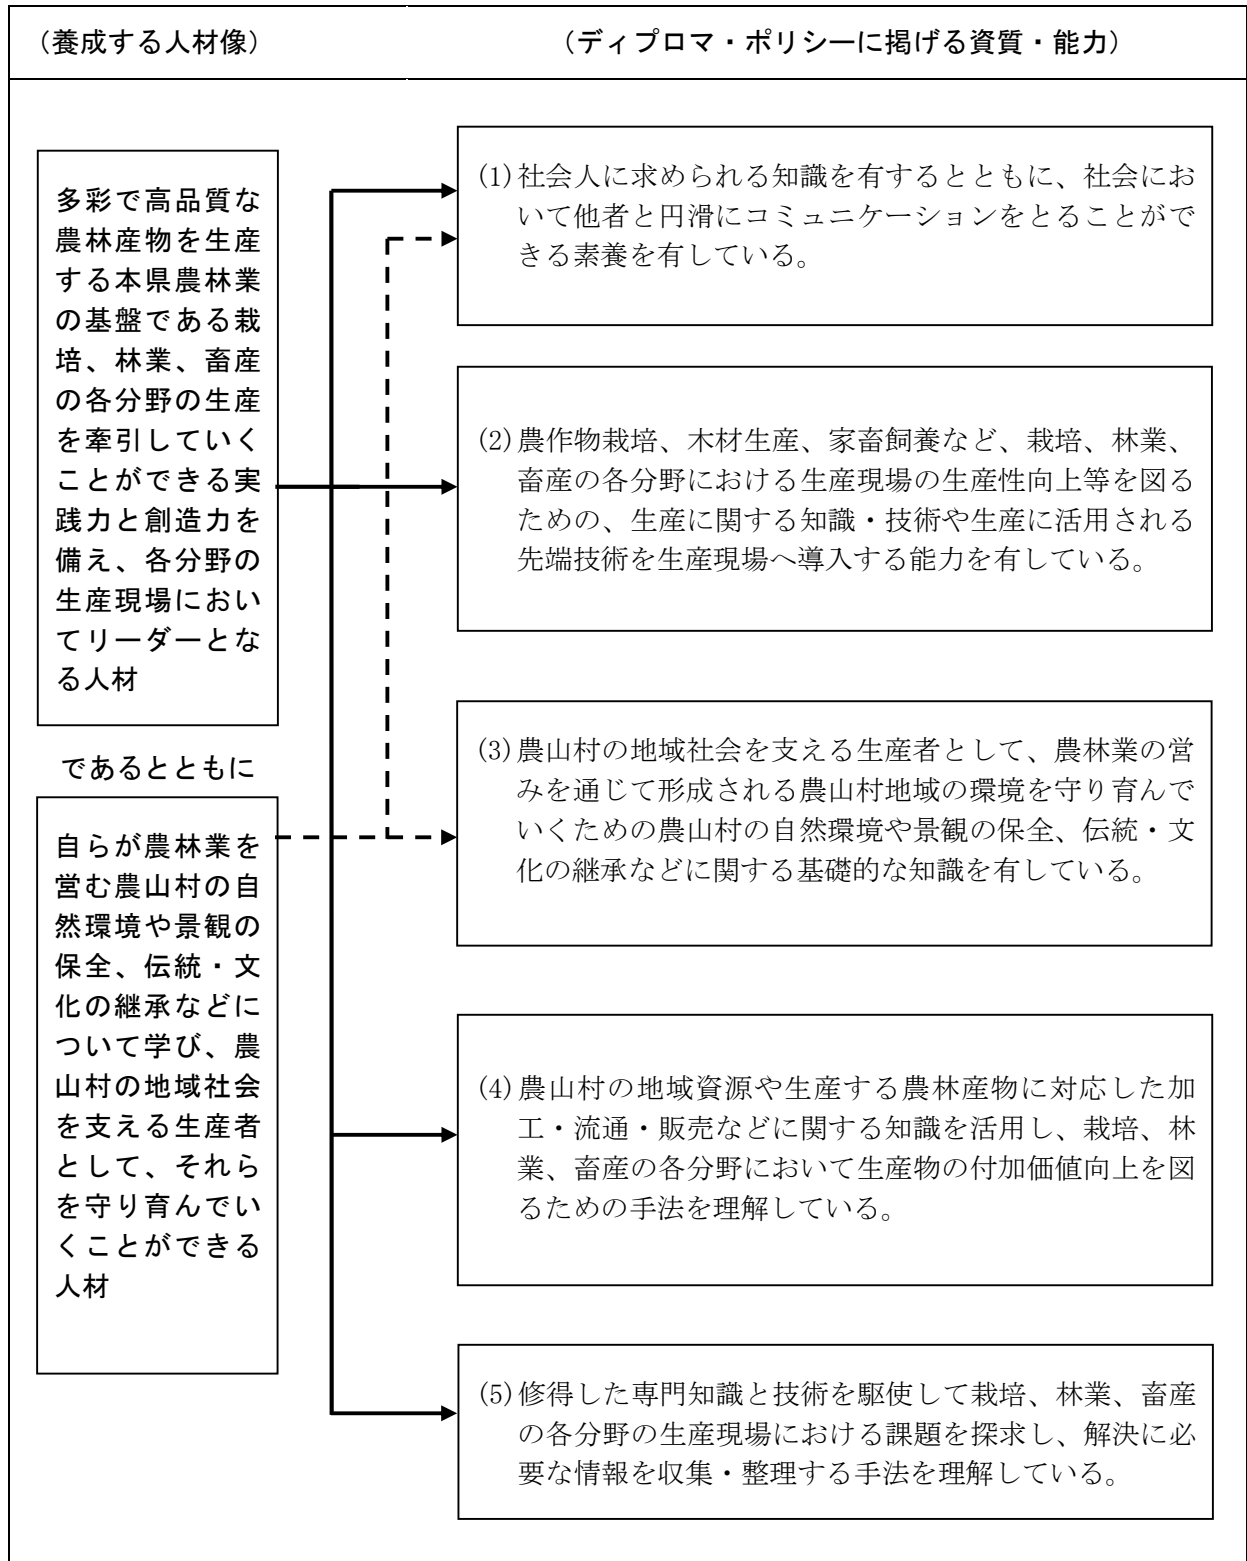 （養成する人材像）
（ディプロマ・ポリシーに掲げる資質・能力）
多彩で高品質な
農林産物を生産
する本県農林業
の基盤である栽
培、林業、畜産
の各分野の生産
を牽引していく
ことができる実
践力と創造力を
備え、各分野の
生産現場におい
てリーダーとな
る人材
であるとともに
自らが農林業を
営む農山村の自
然環境や景観の
保全、伝統・文
化の継承などに
ついて学び、農
山村の地域社会
を支える生産者
として、それら
を守り育んでい
くことができる
人材
(1)社会人に求められる知識を有するとともに、社会にお
いて他者と円滑にコミュニケーションをとることがで
きる素養を有している。
(2)農作物栽培、木材生産、家畜飼養など、栽培、林業、
畜産の各分野における生産現場の生産性向上等を図る
ための、生産に関する知識・技術や生産に活用される
先端技術を生産現場へ導入する能力を有している。
(3)農山村の地域社会を支える生産者として、農林業の営
みを通じて形成される農山村地域の環境を守り育んで
いくための農山村の自然環境や景観の保全、伝統・文
化の継承などに関する基礎的な知識を有している。
(4)農山村の地域資源や生産する農林産物に対応した加
工・流通・販売などに関する知識を活用し、栽培、林
業、畜産の各分野において生産物の付加価値向上を図
るための手法を理解している。
(5)修得した専門知識と技術を駆使して栽培、林業、畜産
の各分野の生産現場における課題を探求し、解決に必
要な情報を収集・整理する手法を理解している。